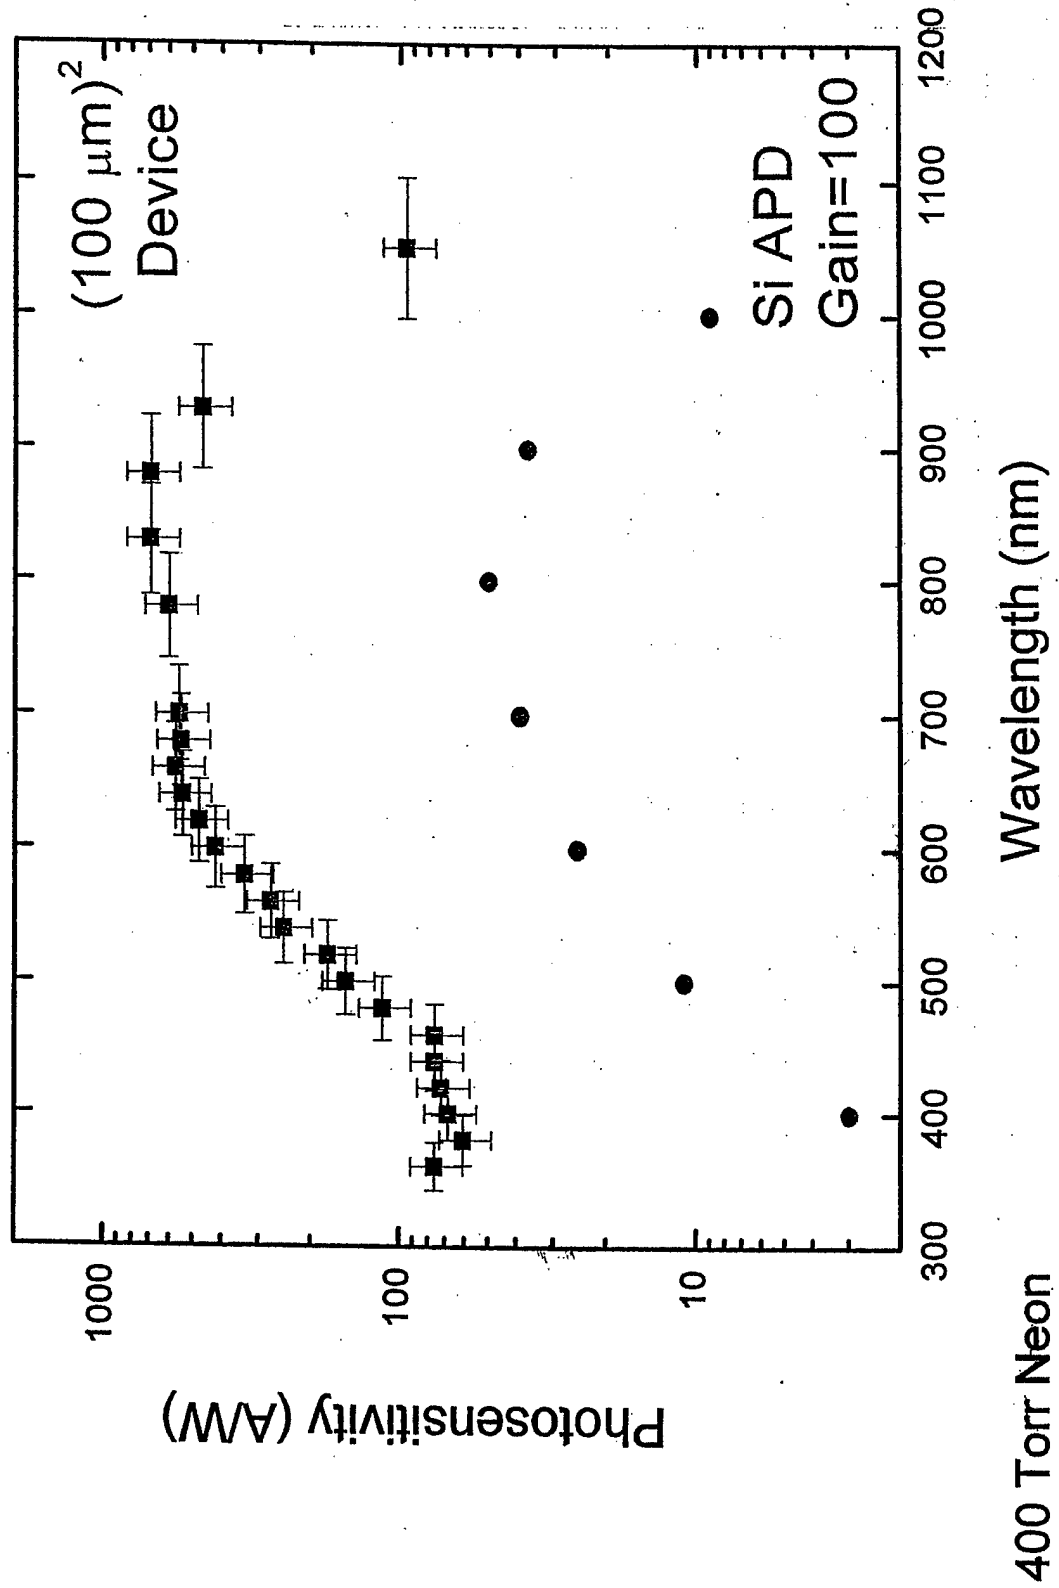 (100 μm)²
Device
Si APD
Gain=100
1000
100
10
Photosensitivity (A/W)
300
400
500
600
700
800
900
1000
1100
1200
Wavelength (nm)
400 Torr Neon